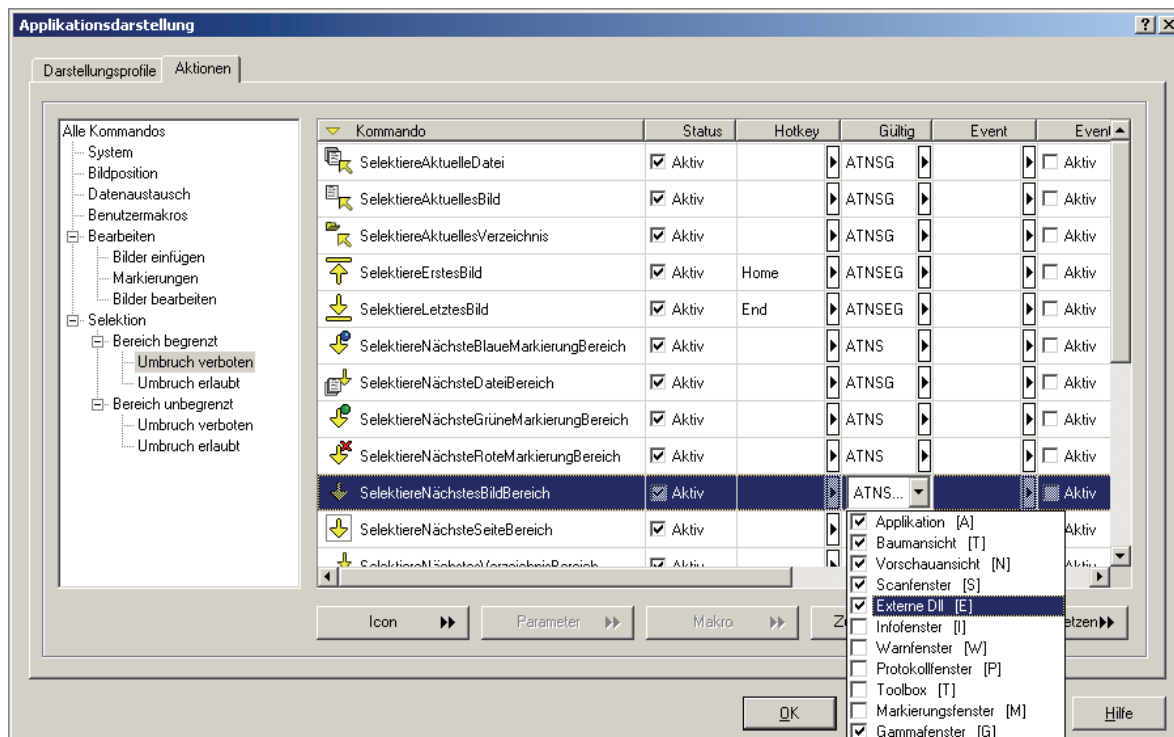 Applikationsdarstellung
Darstellungsprofile Aktionen
Alle Kommandos
System
Bildposition
Datenaustausch
Benutzermakros
Bearbeiten
Bilder einfügen
Markierungen
Bilder bearbeiten
Selektion
Bereich begrenzt
Umbruch verboten
Umbruch erlaubt
Bereich unbegrenzt
Umbruch verboten
Umbruch erlaubt
Kommando Status Hotkey Gültig Event Event
SelektiereAktuelleDatei Aktiv ATNSG Aktiv
SelektiereAktuellesBild Aktiv ATNSG Aktiv
SelektiereAktuellesVerzeichnis Aktiv ATNSG Aktiv
SelektiereErstesBild Aktiv Home ATNSEG Aktiv
SelektiereLetztesBild Aktiv End ATNSEG Aktiv
SelektiereNächsteBlaueMarkierungBereich Aktiv ATNS Aktiv
SelektiereNächsteDateiBereich Aktiv ATNSG Aktiv
SelektiereNächsteGrüneMarkierungBereich Aktiv ATNS Aktiv
SelektiereNächsteRoteMarkierungBereich Aktiv ATNS Aktiv
SelektiereNächstesBildBereich Aktiv ATNS... Aktiv
SelektiereNächsteSeiteBereich Aktiv Aktiv
SelektiereNächstesVerzeichnisBereich Aktiv Aktiv
Applikation [A]
Baumansicht [T]
Vorschauansicht [N]
Scanfenster [S]
Externe Dll [E]
Infofenster [I]
Warnfenster [W]
Protokollfenster [P]
Toolbox [T]
Markierungsfenster [M]
Gammafenster [G]
Icon Parameter Makro Z etzen
OK Hilfe